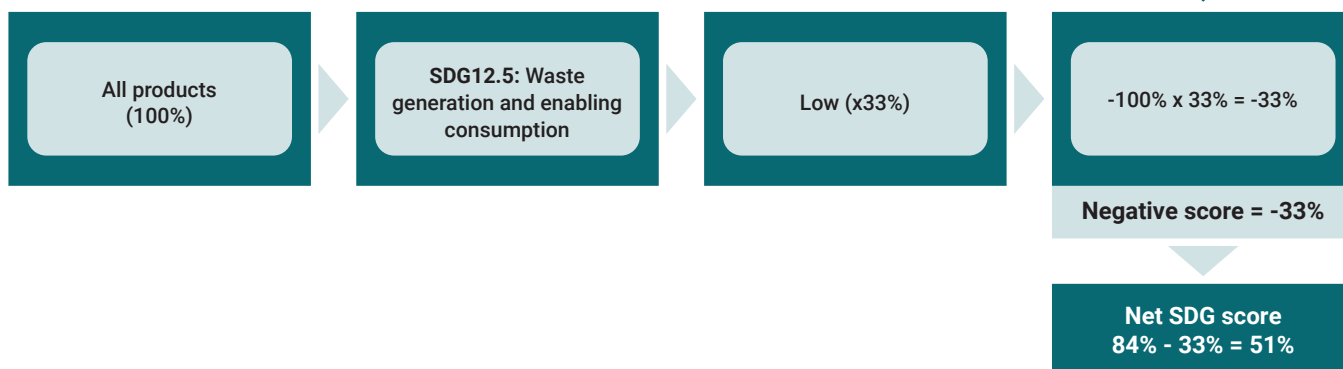 All products
(100%)
SDG12.5: Waste
generation and enabling
consumption
Low (x33%)
-100% x 33% = -33%
Negative score = -33%
Net SDG score
84% - 33% = 51%